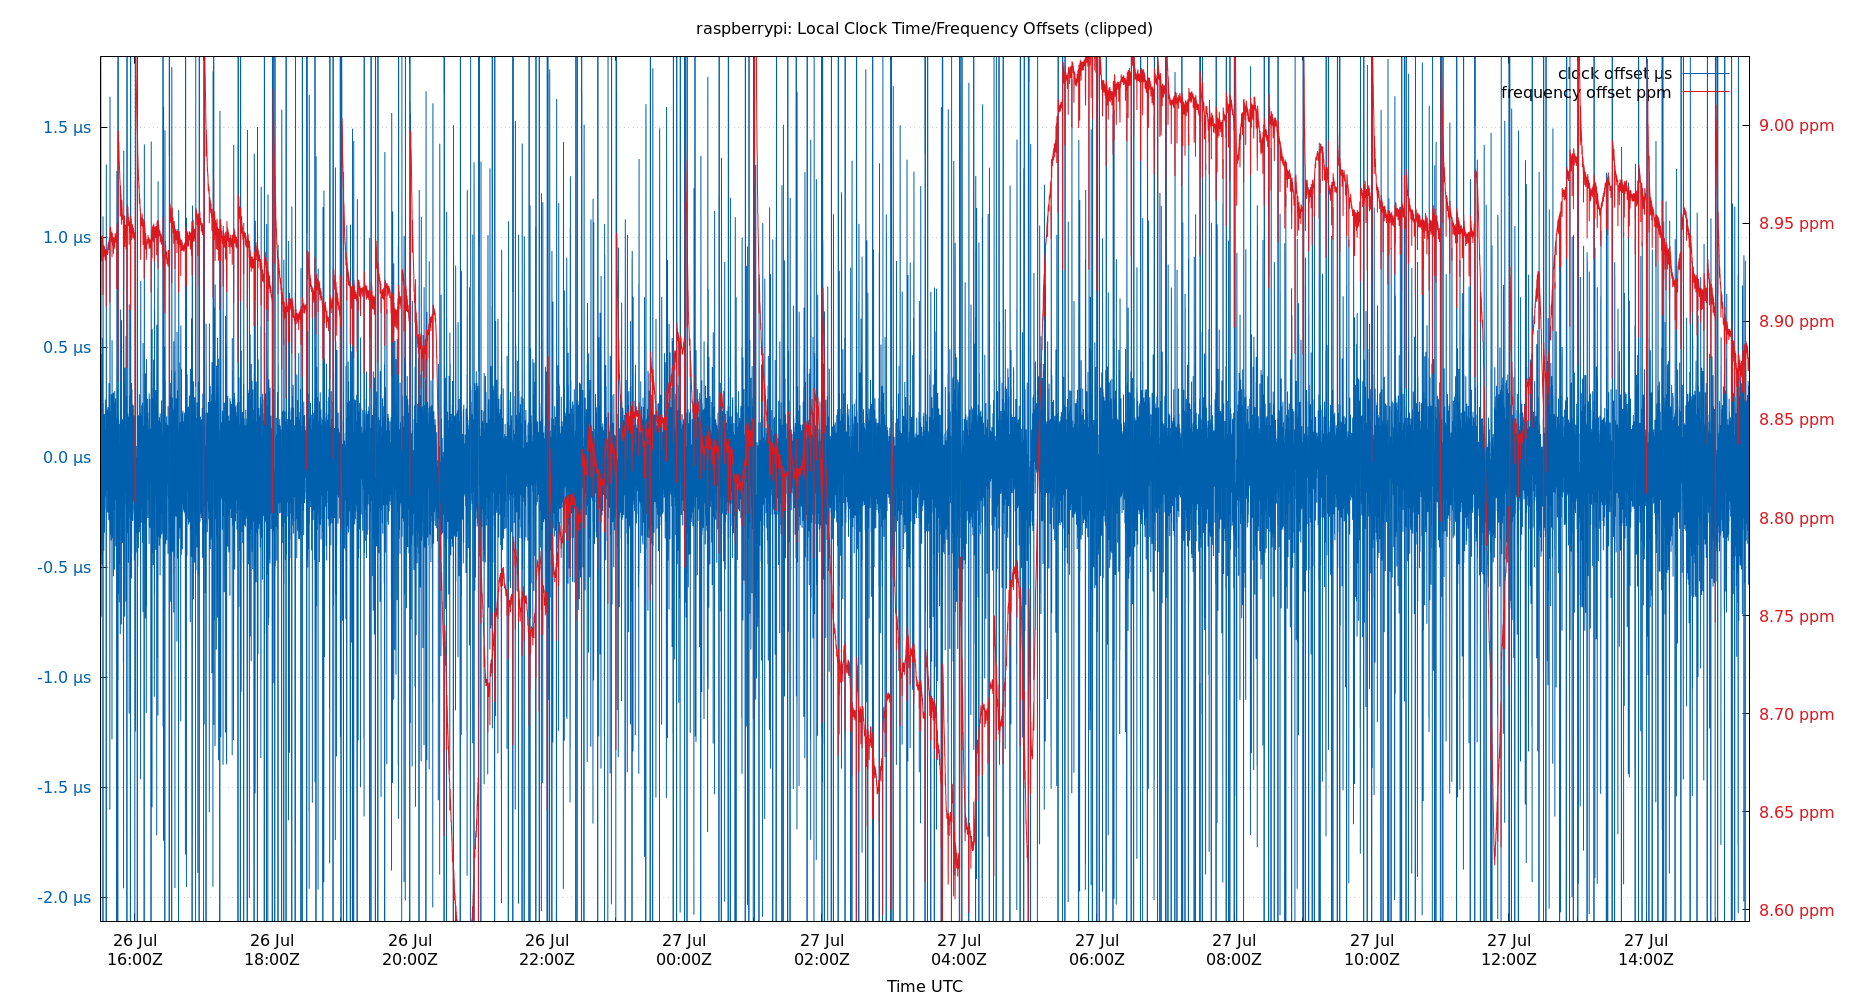 raspberrypi: Local Clock Time/Frequency Offsets (clipped)
clock offset µs
frequency offset ppm
1.5 µs
1.0 µs
0.5 µs
0.0 µs
-0.5 µs
-1.0 µs
-1.5 µs
-2.0 µs
9.00 ppm
8.95 ppm
8.90 ppm
8.85 ppm
8.80 ppm
8.75 ppm
8.70 ppm
8.65 ppm
8.60 ppm
26 Jul
16:00Z
26 Jul
18:00Z
26 Jul
20:00Z
26 Jul
22:00Z
27 Jul
00:00Z
27 Jul
02:00Z
27 Jul
04:00Z
27 Jul
06:00Z
27 Jul
08:00Z
27 Jul
10:00Z
27 Jul
12:00Z
27 Jul
14:00Z
Time UTC